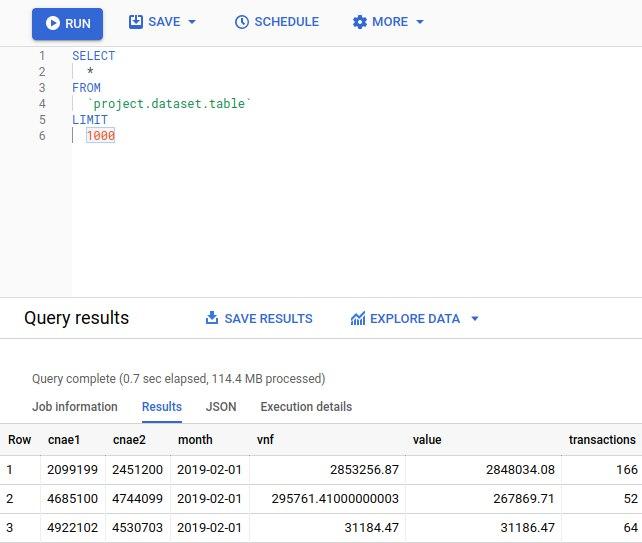 RUN SAVE SCHEDULE MORE
1 SELECT
2 *
3 FROM
4 `project.dataset.table`
5 LIMIT
6 1000
Query results SAVE RESULTS EXPLORE DATA
Query complete (0.7 sec elapsed, 114.4 MB processed)
Job information Results JSON Execution details
Row cnae1 cnae2 month vnf value transactions
1 2099199 2451200 2019-02-01 2853256.87 2848034.08 166
2 4685100 4744099 2019-02-01 295761.41000000003 267869.71 52
3 4922102 4530703 2019-02-01 31184.47 31186.47 64